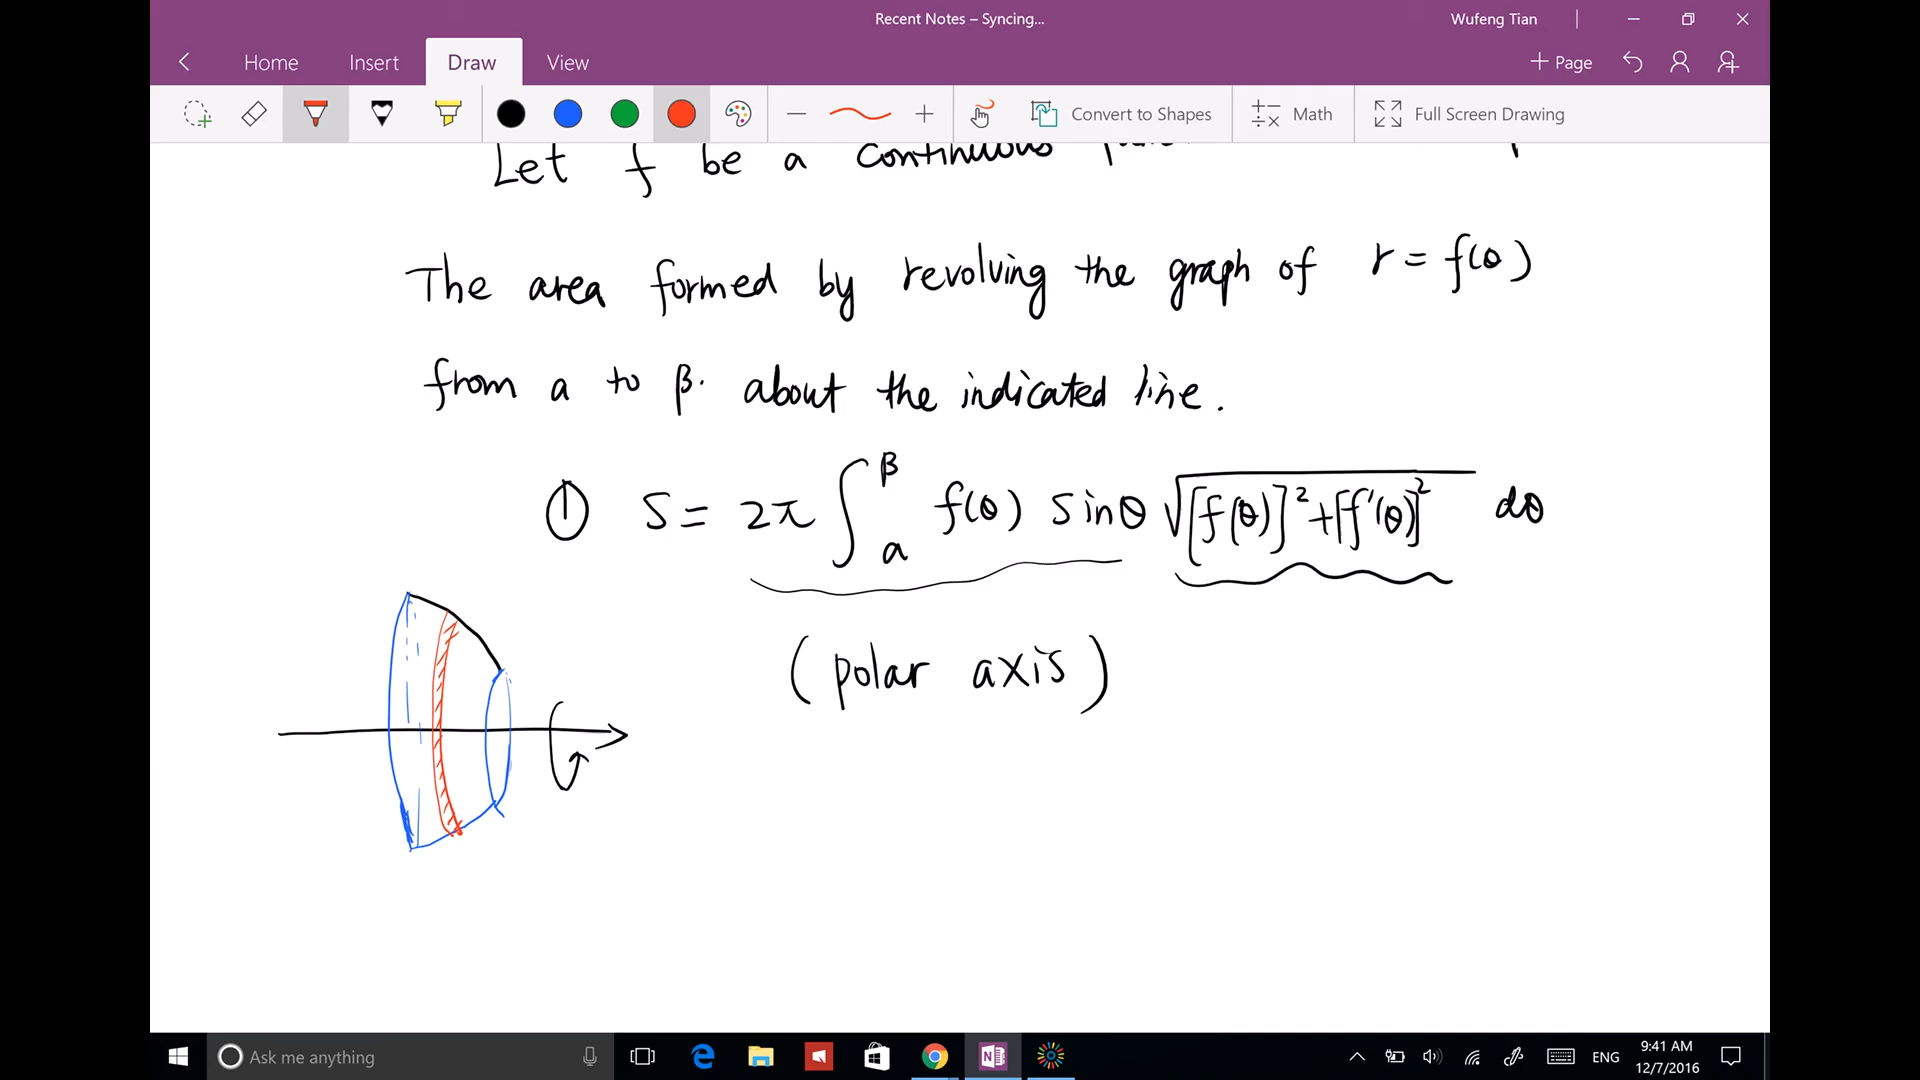 Recent Notes – Syncing...
Wufeng Tian
Home Insert Draw View
Page
Convert to Shapes Math Full Screen Drawing
Let f be a continuous
The area formed by revolving the graph of r = f(θ)
from a to β. about the indicated line.
① S = 2π ∫ₐᵝ f(θ) sinθ √([f(θ)]² + [f'(θ)]²) dθ
(polar axis)
Ask me anything
ENG
9:41 AM
12/7/2016